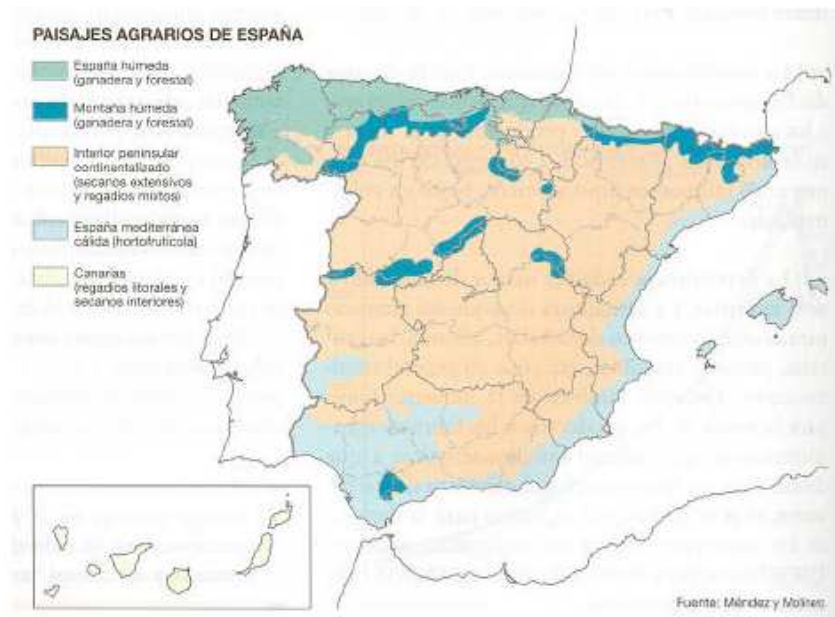 PAISAJES AGRARIOS DE ESPAÑA
España húmeda
(ganadera y forestal)
Montaña húmeda
(ganadera y forestal)
Interior peninsular
continentalizado
(secanos extensivos
y regadíos mixtos)
España mediterránea
cálida (hortofrutícola)
Canarias
(regadíos litorales y
secanos interiores)
Fuente: Méndez y Molinero